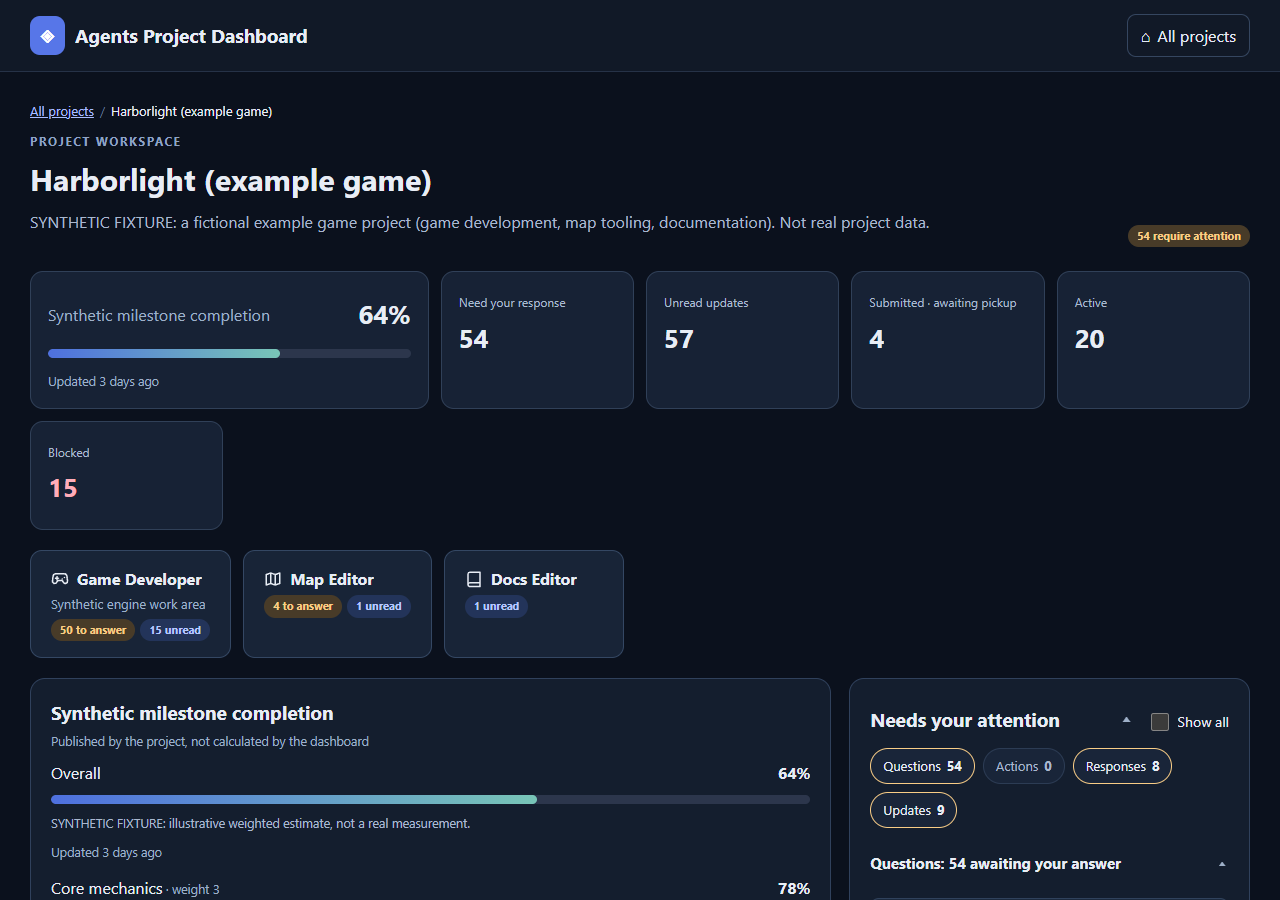 Agents Project Dashboard
⌂ All projects
All projects / Harborlight (example game)
PROJECT WORKSPACE
Harborlight (example game)
SYNTHETIC FIXTURE: a fictional example game project (game development, map tooling, documentation). Not real project data.
54 require attention
Synthetic milestone completion 64%
Updated 3 days ago
Need your response
54
Unread updates
57
Submitted · awaiting pickup
4
Active
20
Blocked
15
Game Developer
Synthetic engine work area
50 to answer 15 unread
Map Editor
4 to answer 1 unread
Docs Editor
1 unread
Synthetic milestone completion
Published by the project, not calculated by the dashboard
Overall 64%
SYNTHETIC FIXTURE: illustrative weighted estimate, not a real measurement.
Updated 3 days ago
Core mechanics · weight 3 78%
Needs your attention
Show all
Questions 54 Actions 0 Responses 8
Updates 9
Questions: 54 awaiting your answer